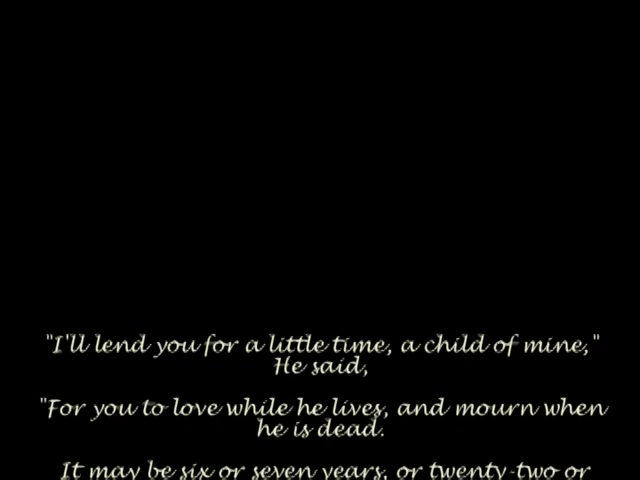 "I'll lend you for a little time, a child of mine,"
He said,
"For you to love while he lives, and mourn when
he is dead.
It may be six or seven years, or twenty-two or